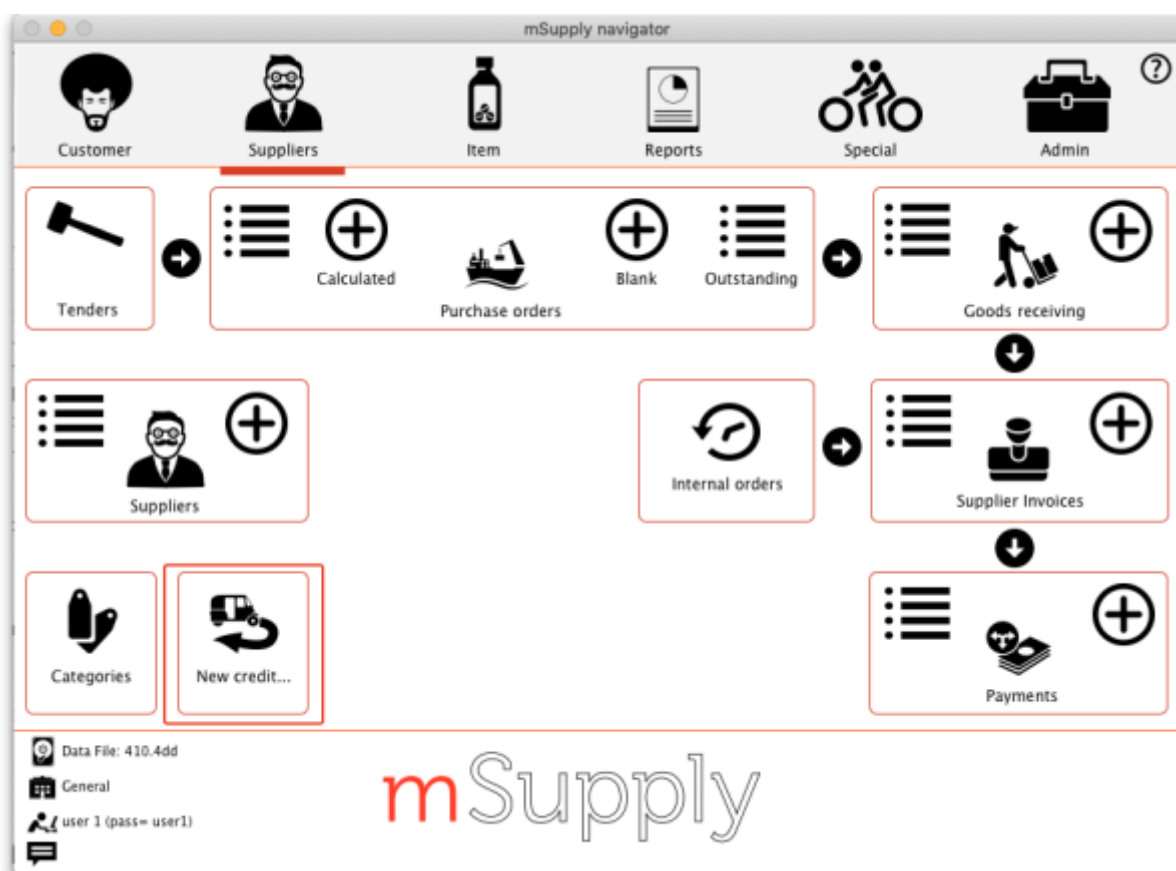 mSupply navigator
Customer
Suppliers
Item
Reports
Special
Admin
?
Tenders
Calculated
Blank
Outstanding
Purchase orders
Goods receiving
Suppliers
Internal orders
Supplier Invoices
Categories
New credit...
Payments
Data File: 410.4dd
General
user 1 (pass= user1)
mSupply